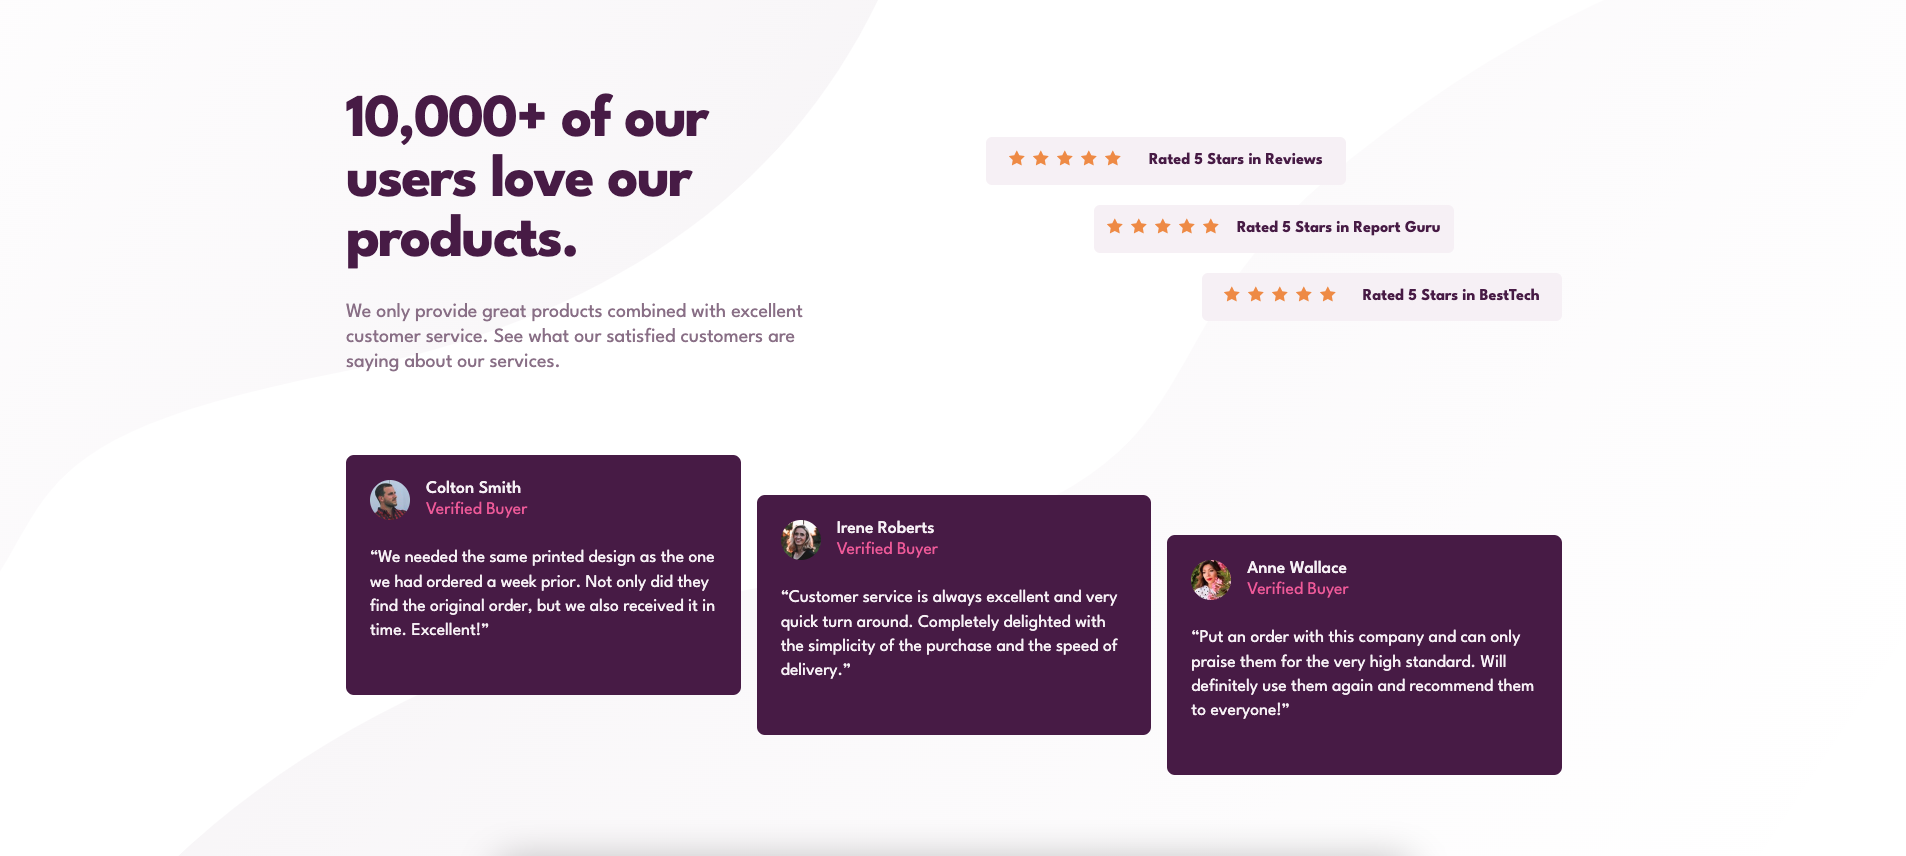 10,000+ of our
users love our
products.
We only provide great products combined with excellent
customer service. See what our satisfied customers are
saying about our services.
Rated 5 Stars in Reviews
Rated 5 Stars in Report Guru
Rated 5 Stars in BestTech
Colton Smith
Verified Buyer
“We needed the same printed design as the one
we had ordered a week prior. Not only did they
find the original order, but we also received it in
time. Excellent!”
Irene Roberts
Verified Buyer
“Customer service is always excellent and very
quick turn around. Completely delighted with
the simplicity of the purchase and the speed of
delivery.”
Anne Wallace
Verified Buyer
“Put an order with this company and can only
praise them for the very high standard. Will
definitely use them again and recommend them
to everyone!”